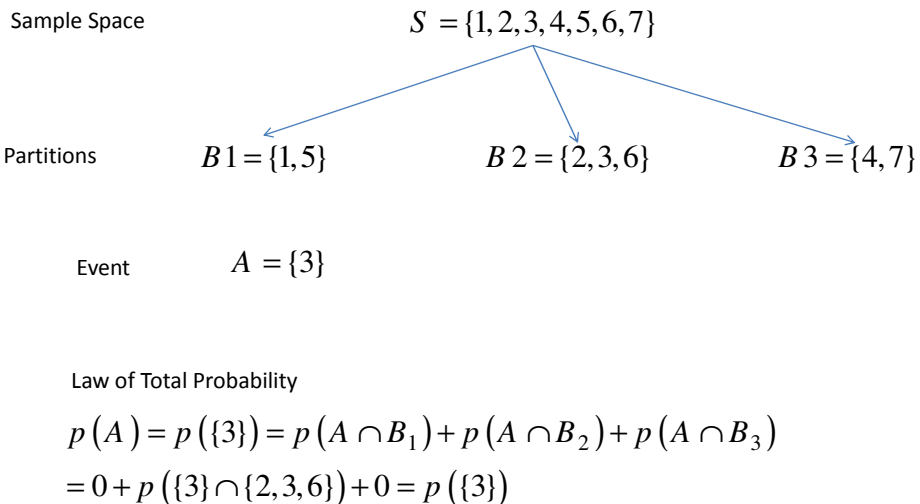 Sample Space S = {1, 2, 3, 4, 5, 6, 7}
Partitions B1 = {1, 5} B2 = {2, 3, 6} B3 = {4, 7}
Event A = {3}
Law of Total Probability
p(A) = p({3}) = p(A ∩ B₁) + p(A ∩ B₂) + p(A ∩ B₃)
= 0 + p({3} ∩ {2, 3, 6}) + 0 = p({3})